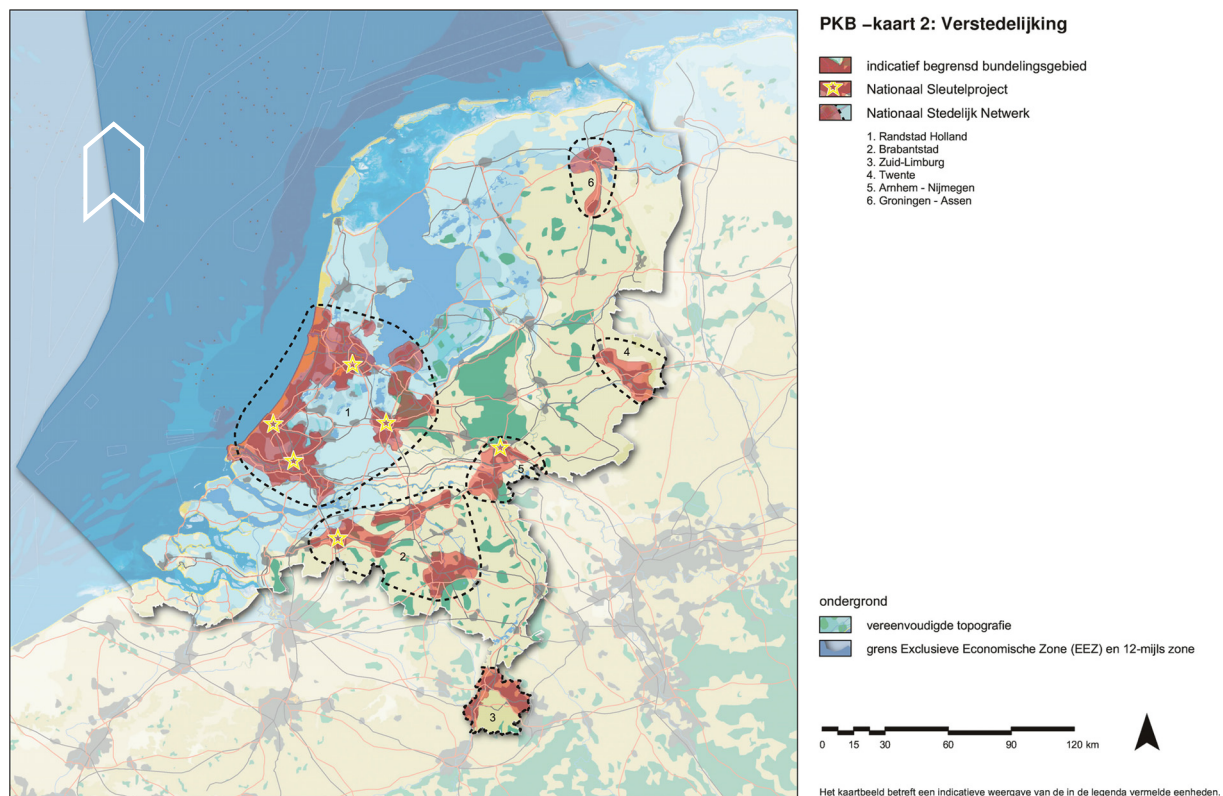 PKB –kaart 2: Verstedelijking
indicatief begrensd bundelingsgebied
Nationaal Sleutelproject
Nationaal Stedelijk Netwerk
1. Randstad Holland
2. Brabantstad
3. Zuid-Limburg
4. Twente
5. Arnhem - Nijmegen
6. Groningen - Assen
6
4
1
5
2
3
ondergrond
vereenvoudigde topografie
grens Exclusieve Economische Zone (EEZ) en 12-mijls zone
0 15 30 60 90 120 km
Het kaartbeeld betreft een indicatieve weergave van de in de legenda vermelde eenheden.